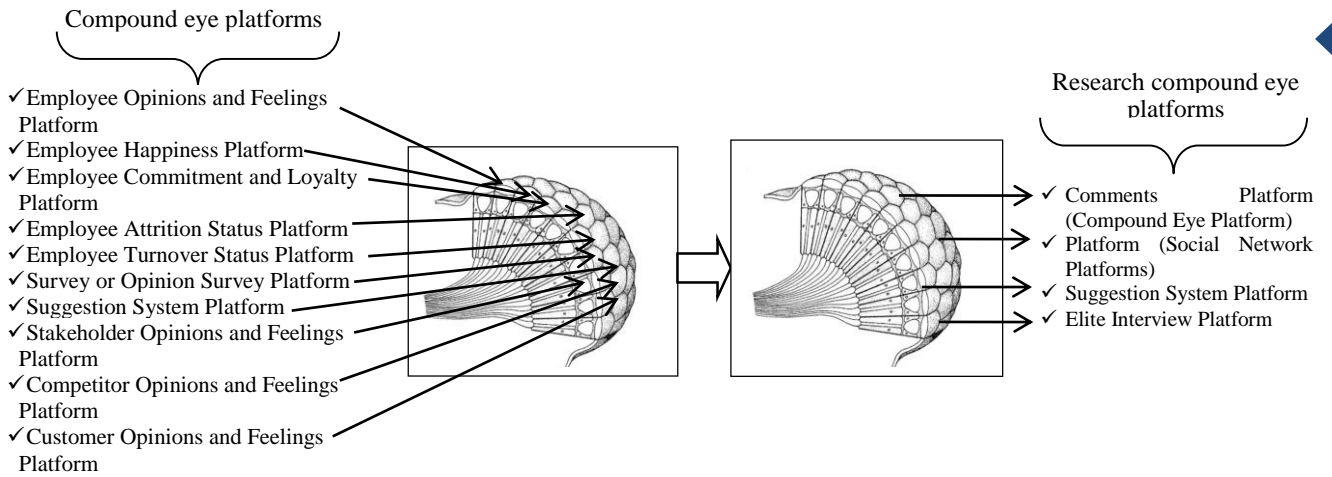 Compound eye platforms
✓Employee Opinions and Feelings
Platform
✓Employee Happiness Platform
✓Employee Commitment and Loyalty
Platform
✓Employee Attrition Status Platform
✓Employee Turnover Status Platform
✓Survey or Opinion Survey Platform
✓Suggestion System Platform
✓Stakeholder Opinions and Feelings
Platform
✓Competitor Opinions and Feelings
Platform
✓Customer Opinions and Feelings
Platform
Research compound eye
platforms
✓ Comments Platform
(Compound Eye Platform)
✓ Platform (Social Network
Platforms)
✓ Suggestion System Platform
✓ Elite Interview Platform